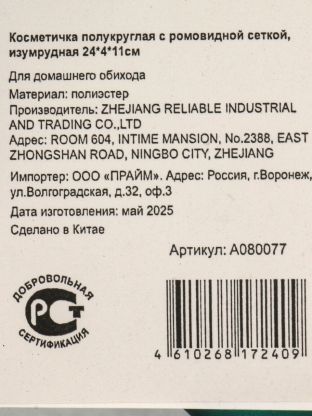 Косметичка полукруглая с ромовидной сеткой,
изумрудная 24*4*11см
Для домашнего обихода
Материал: полиэстер
Производитель: ZHEJIANG RELIABLE INDUSTRIAL
AND TRADING CO.,LTD
Адрес: ROOM 604, INTIME MANSION, No.2388, EAST
ZHONGSHAN ROAD, NINGBO CITY, ZHEJIANG
Импортер: ООО «ПРАЙМ». Адрес: Россия, г.Воронеж,
ул.Волгоградская, д.32, оф.3
Дата изготовления: май 2025
Сделано в Китае
Артикул: А080077
ДОБРОВОЛЬНАЯ
РСТ
СЕРТИФИКАЦИЯ
4 610268 172409